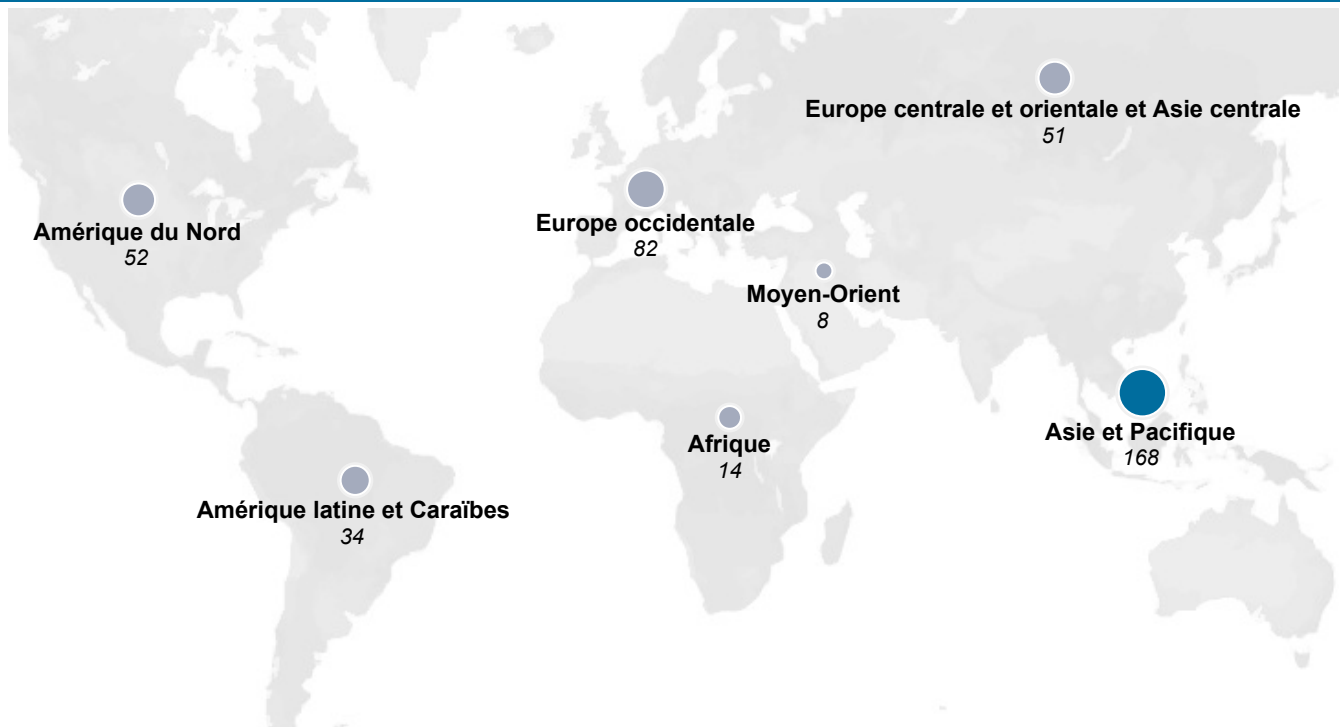 Europe centrale et orientale et Asie centrale
51
Amérique du Nord
52
Europe occidentale
82
Moyen-Orient
8
Asie et Pacifique
168
Afrique
14
Amérique latine et Caraïbes
34